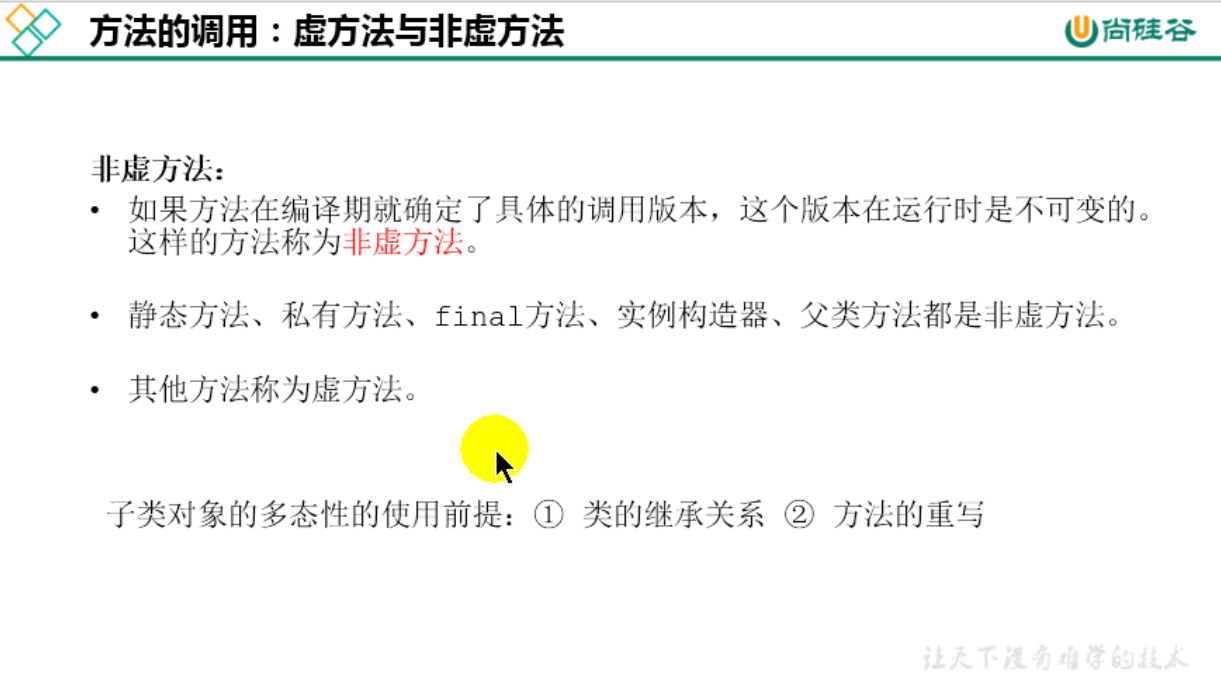 方法的调用：虚方法与非虚方法
尚硅谷
非虚方法：
• 如果方法在编译期就确定了具体的调用版本，这个版本在运行时是不可变的。
这样的方法称为非虚方法。
• 静态方法、私有方法、final方法、实例构造器、父类方法都是非虚方法。
• 其他方法称为虚方法。
子类对象的多态性的使用前提：① 类的继承关系 ② 方法的重写
让天下没有难学的技术